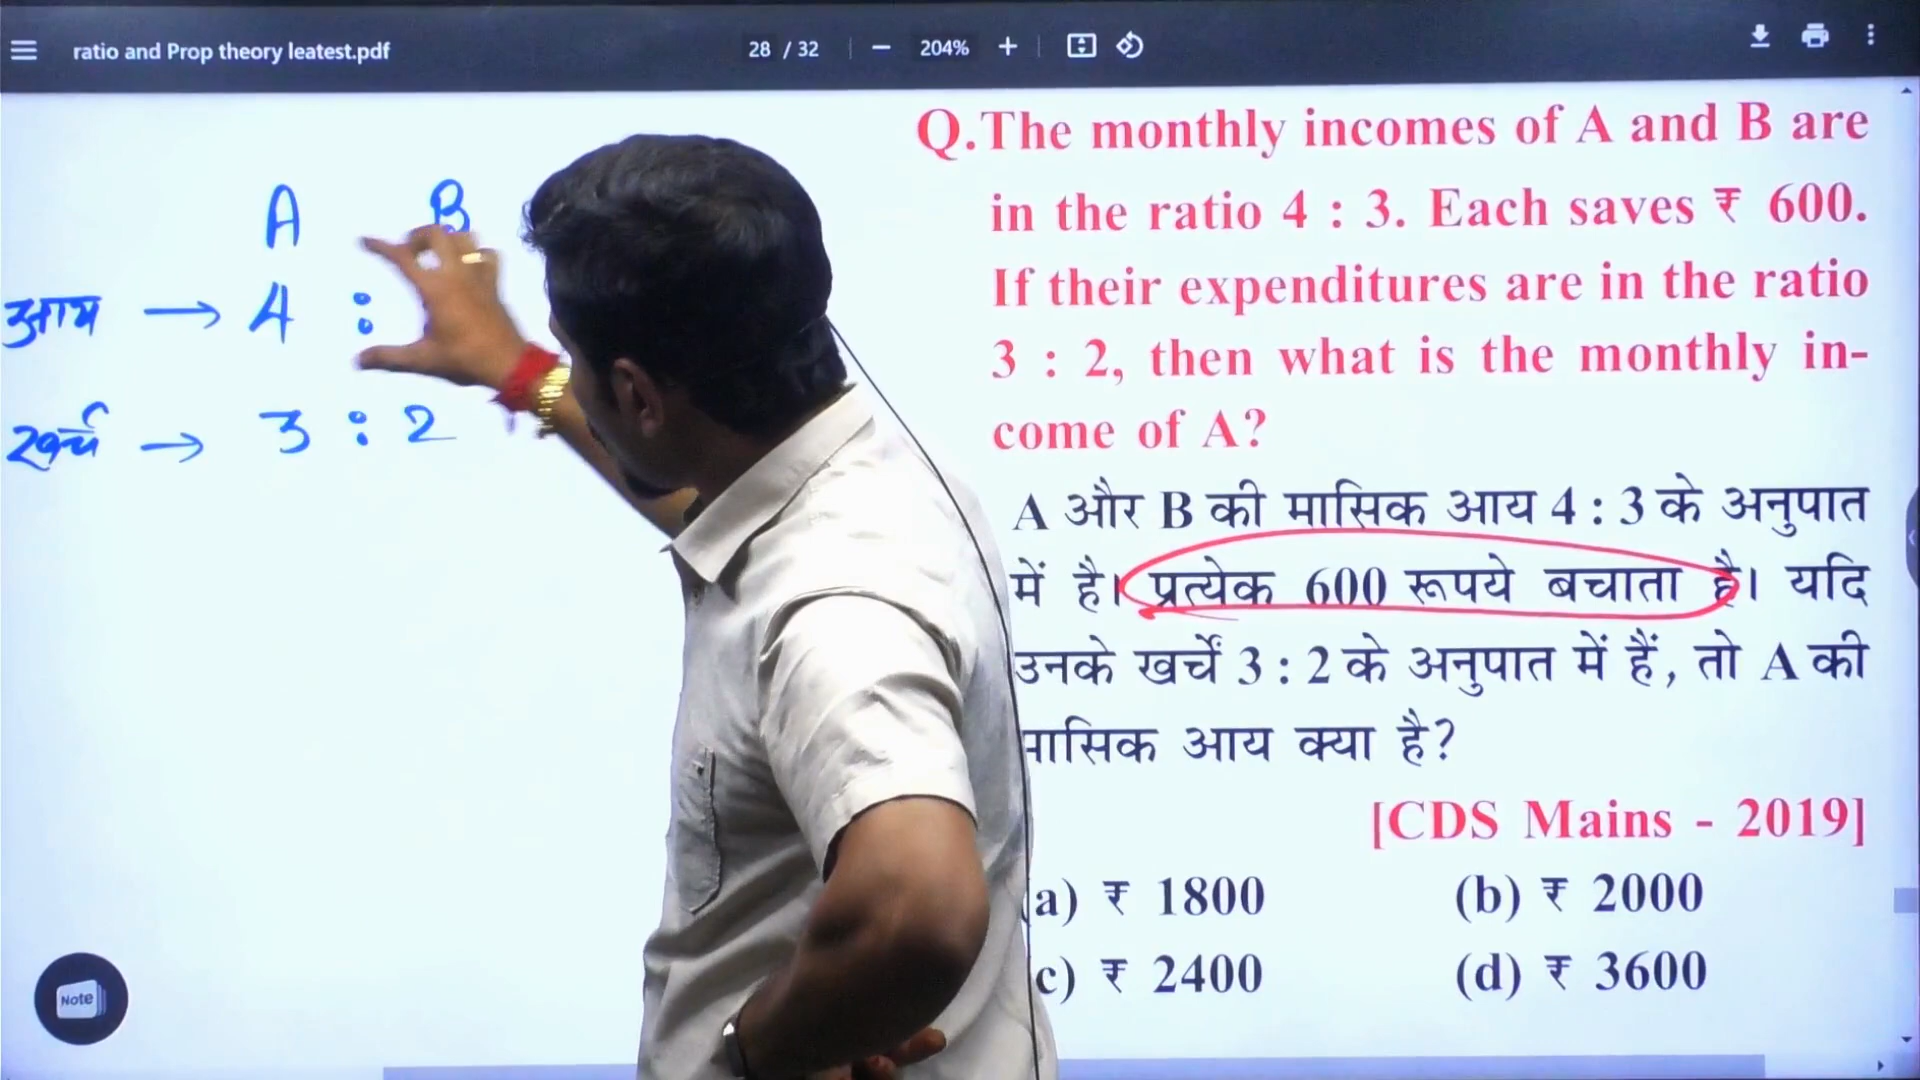 ratio and Prop theory leatest.pdf
28 / 32
204%
Q.The monthly incomes of A and B are
in the ratio 4 : 3. Each saves ₹ 600.
If their expenditures are in the ratio
3 : 2, then what is the monthly in-
come of A?
A और B की मासिक आय 4 : 3 के अनुपात
में है। प्रत्येक 600 रूपये बचाता है। यदि
उनके खर्चें 3 : 2 के अनुपात में हैं, तो A की
मासिक आय क्या है?
[CDS Mains - 2019]
(a) ₹ 1800 (b) ₹ 2000
(c) ₹ 2400 (d) ₹ 3600
A B
आय → 4 :
खर्च → 3 : 2
Note